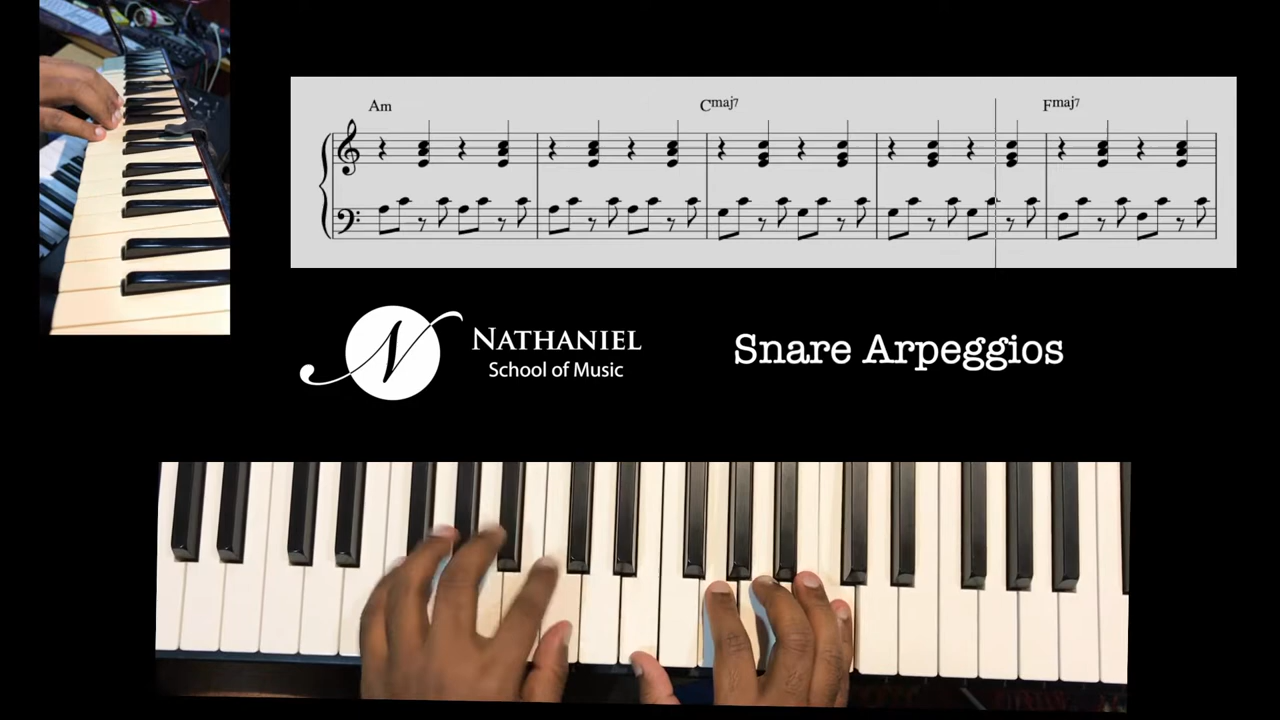 Am
Cmaj7
Fmaj7
NATHANIEL
School of Music
Snare Arpeggios